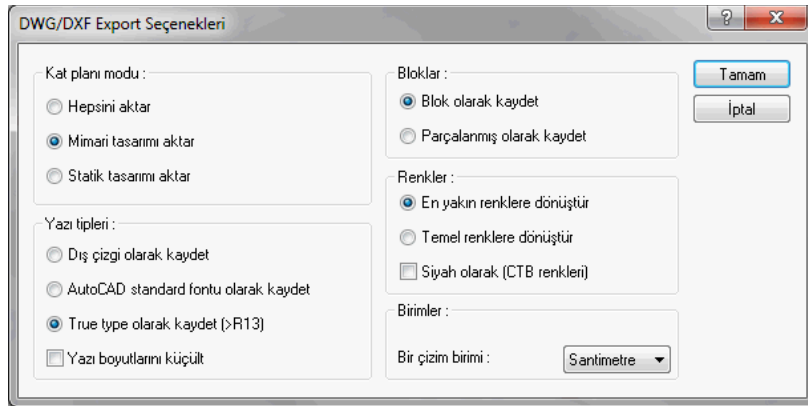 DWG/DXF Export Seçenekleri
Kat planı modu :
Hepsini aktar
Mimari tasarımı aktar
Statik tasarımı aktar
Yazı tipleri :
Dış çizgi olarak kaydet
AutoCAD standard fontu olarak kaydet
True type olarak kaydet (>R13)
Yazı boyutlarını küçült
Bloklar :
Blok olarak kaydet
Parçalanmış olarak kaydet
Renkler :
En yakın renklere dönüştür
Temel renklere dönüştür
Siyah olarak (CTB renkleri)
Birimler :
Bir çizim birimi : Santimetre
Tamam
İptal